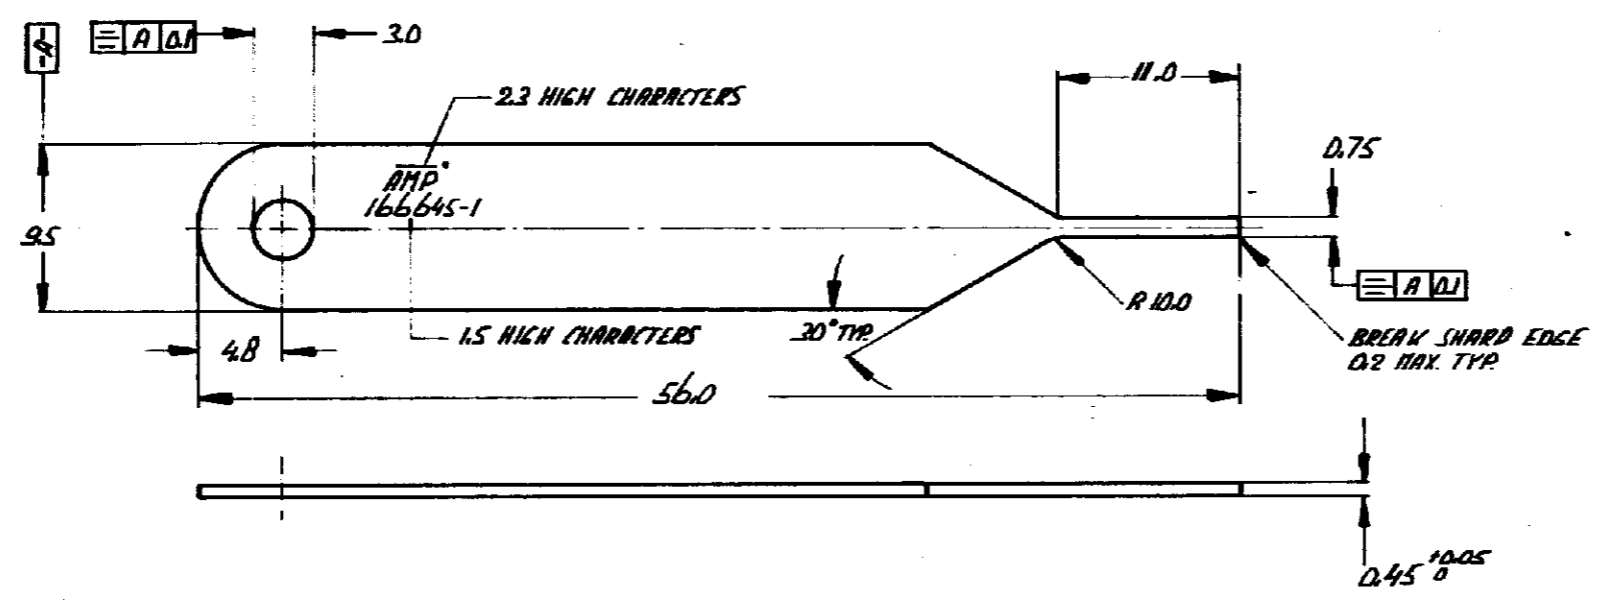 -A-
⌯ A 0.1
3.0
11.0
2.3 HIGH CHARACTERS
0.75
AMP
166645-1
9.5
⌯ A 0.1
R 10.0
1.5 HIGH CHARACTERS
30° TYP.
BREAK SHARP EDGE
0.2 MAX. TYP.
4.8
56.0
0.45 +0.05
0